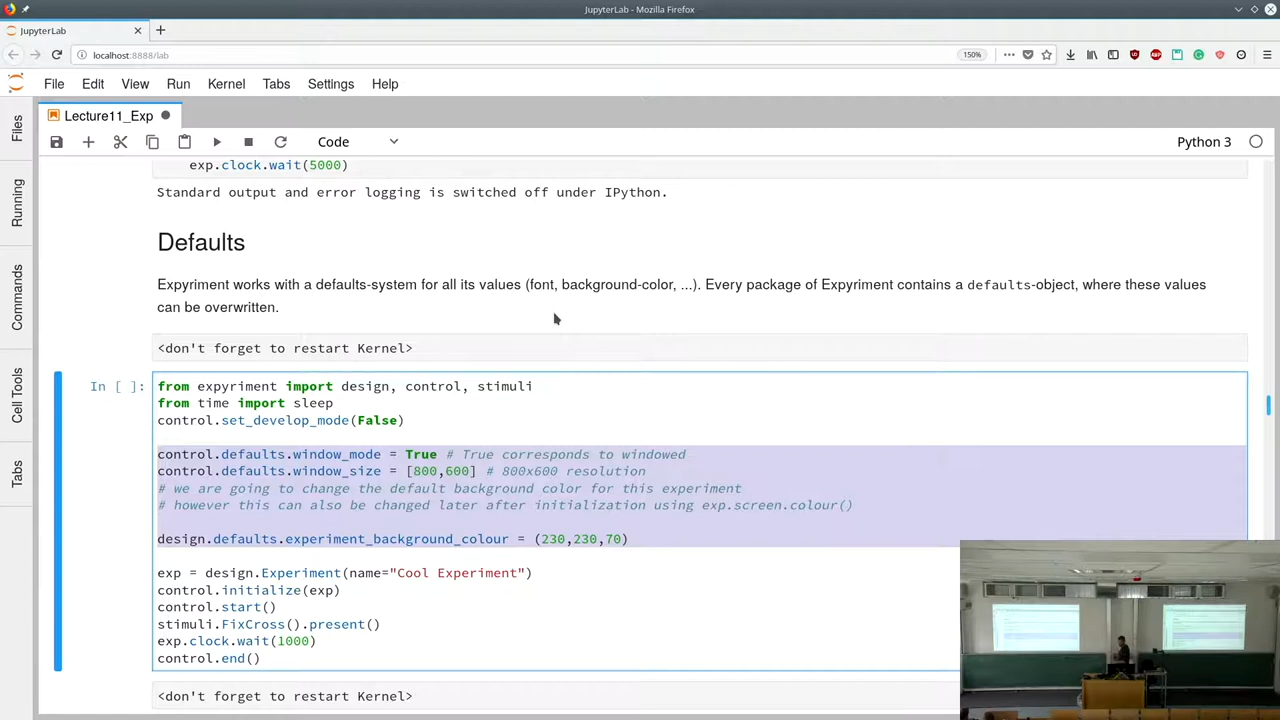 JupyterLab - Mozilla Firefox
JupyterLab
localhost:8888/lab
150%
File Edit View Run Kernel Tabs Settings Help
Lecture11_Exp
Code
Python 3
Files
Running
Commands
Cell Tools
Tabs
exp.clock.wait(5000)
Standard output and error logging is switched off under IPython.
Defaults
Expyriment works with a defaults-system for all its values (font, background-color, ...). Every package of Expyriment contains a defaults-object, where these values
can be overwritten.
<don't forget to restart Kernel>
In [ ]:
from expyriment import design, control, stimuli
from time import sleep
control.set_develop_mode(False)
control.defaults.window_mode = True # True corresponds to windowed
control.defaults.window_size = [800,600] # 800x600 resolution
# we are going to change the default background color for this experiment
# however this can also be changed later after initialization using exp.screen.colour()
design.defaults.experiment_background_colour = (230,230,70)
exp = design.Experiment(name="Cool Experiment")
control.initialize(exp)
control.start()
stimuli.FixCross().present()
exp.clock.wait(1000)
control.end()
<don't forget to restart Kernel>